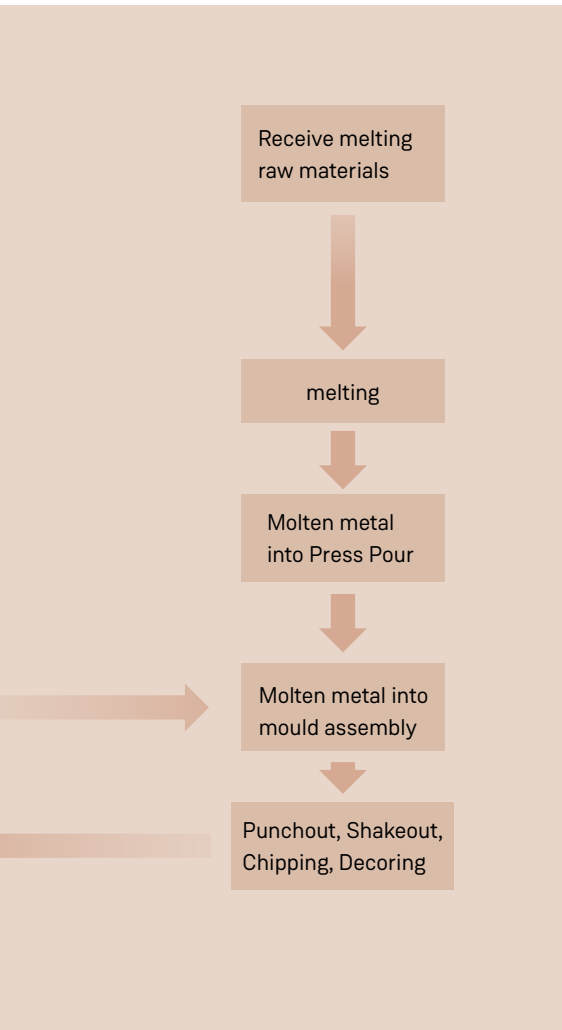 Receive melting
raw materials
melting
Molten metal
into Press Pour
Molten metal into
mould assembly
Punchout, Shakeout,
Chipping, Decoring